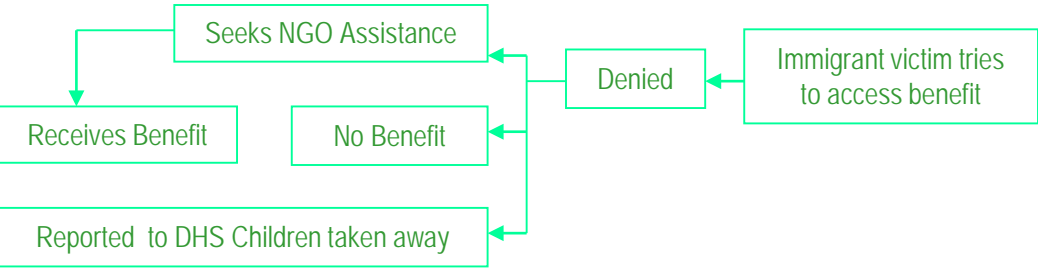 Seeks NGO Assistance
Denied
Immigrant victim tries
to access benefit
Receives Benefit
No Benefit
Reported to DHS Children taken away